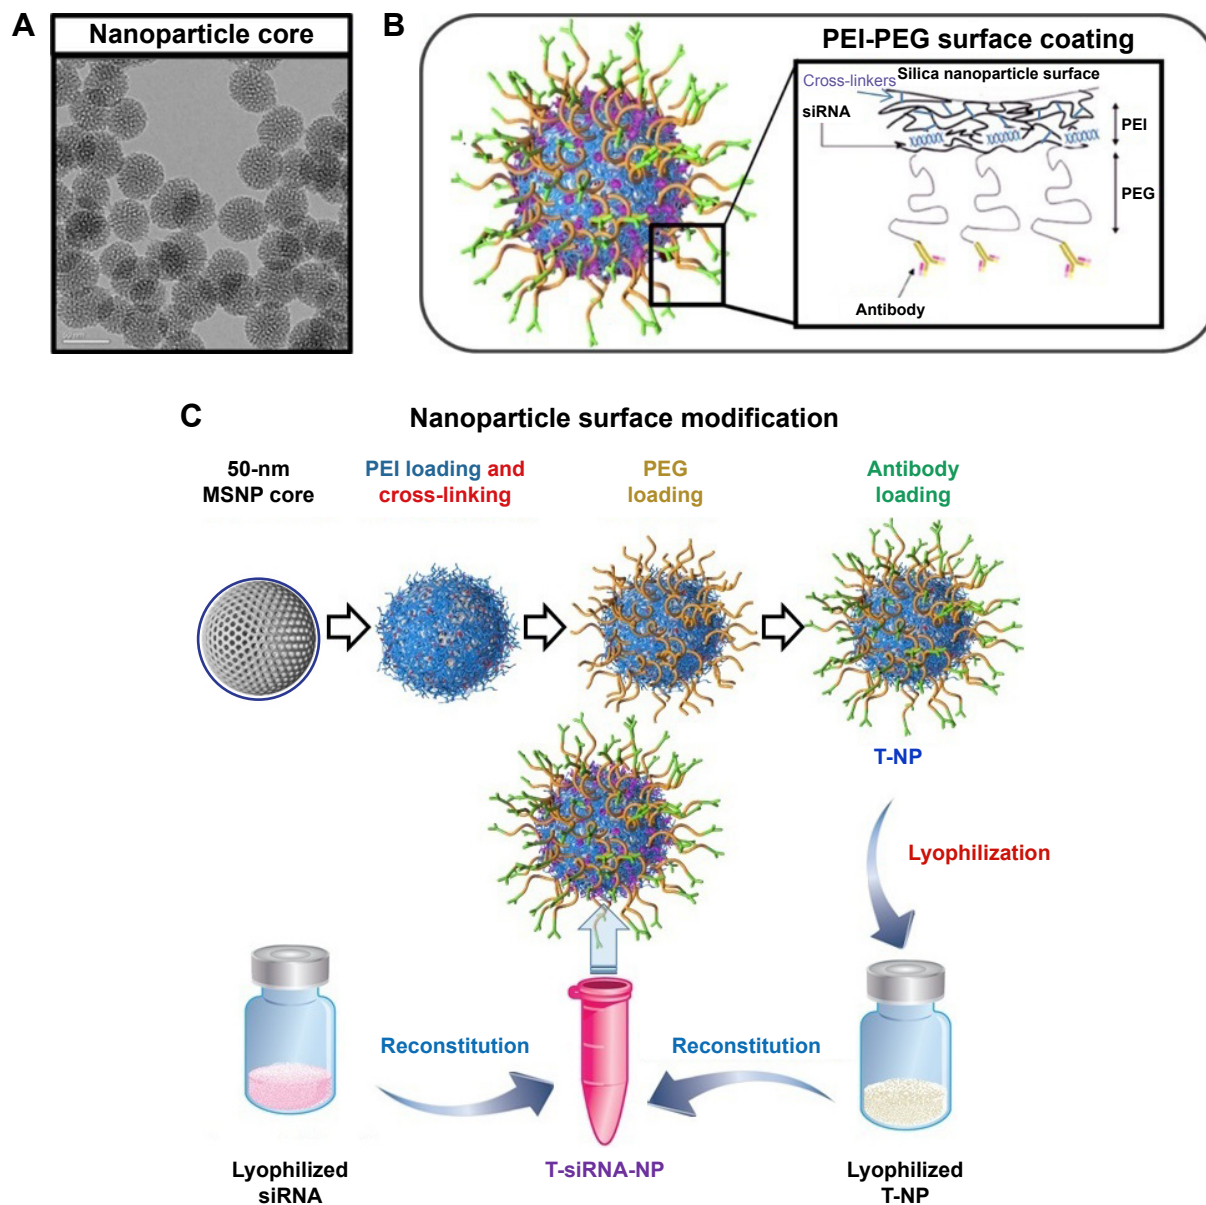 A
Nanoparticle core
B
PEI-PEG surface coating
Cross-linkers
Silica nanoparticle surface
siRNA
PEI
PEG
Antibody
C
Nanoparticle surface modification
50-nm
MSNP core
PEI loading and
cross-linking
PEG
loading
Antibody
loading
T-NP
Lyophilization
Reconstitution
Reconstitution
Lyophilized
siRNA
T-siRNA-NP
Lyophilized
T-NP